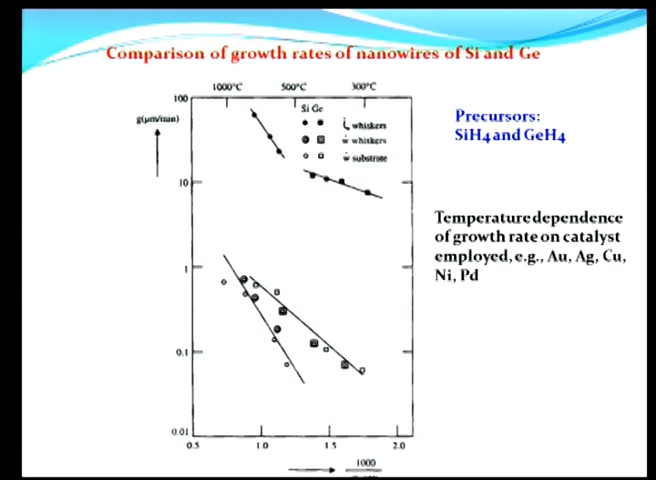 Comparison of growth rates of nanowires of Si and Ge
1000°C 500°C 300°C
100
g(μm/min)
Si Ge
whiskers
ẇ whiskers
ẇ substrate
Precursors:
SiH4 and GeH4
10
Temperature dependence
of growth rate on catalyst
employed, e.g., Au, Ag, Cu,
Ni, Pd
1
0.1
0.01
0.5 1.0 1.5 2.0
1000